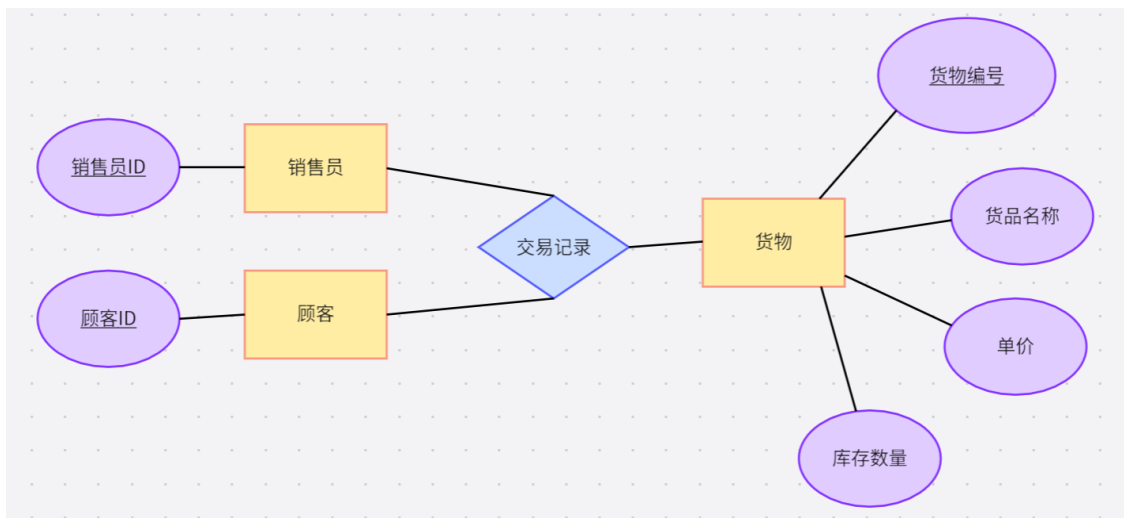 货物编号
销售员ID
销售员
货品名称
交易记录
货物
顾客ID
顾客
单价
库存数量